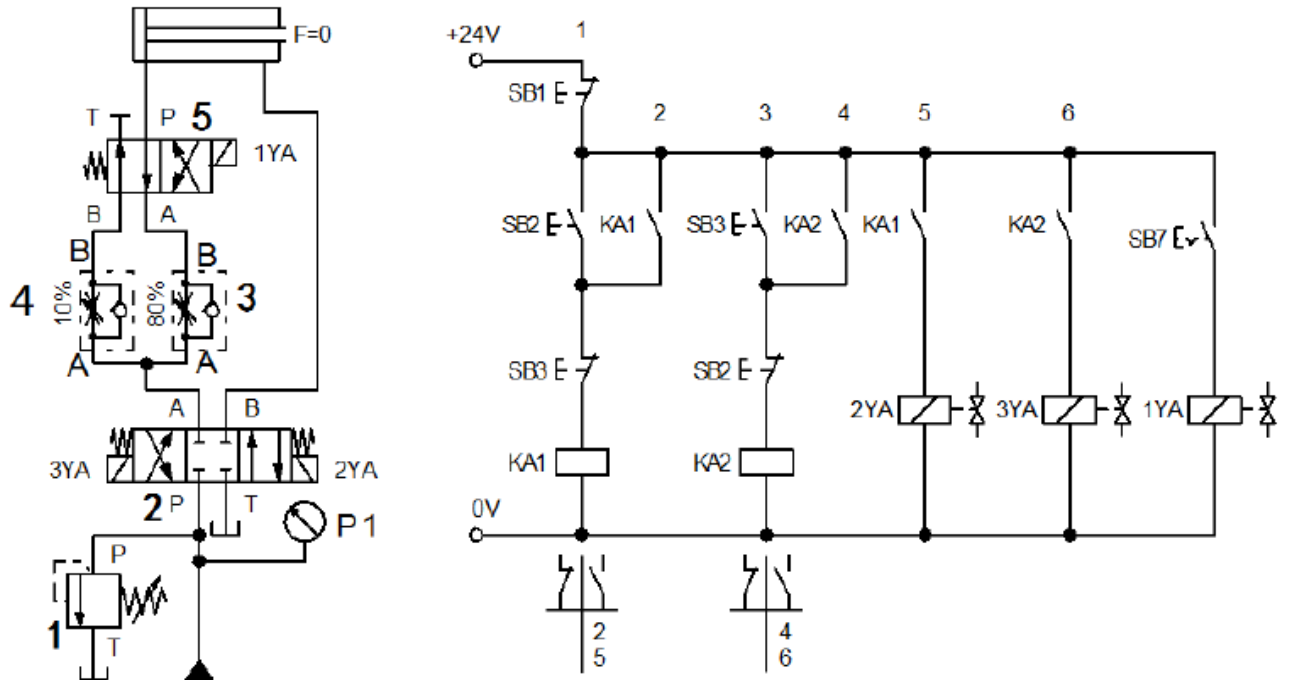 F=0
T P 5
1YA
B A
B B
4 10% 80% 3
A A
A B
3YA 2YA
2 P T
P1
P
1 T
+24V 1
SB1
2 3 4 5 6
SB2 KA1 SB3 KA2 KA1 KA2 SB7
SB3 SB2
2YA 3YA 1YA
KA1 KA2
0V
2 4
5 6